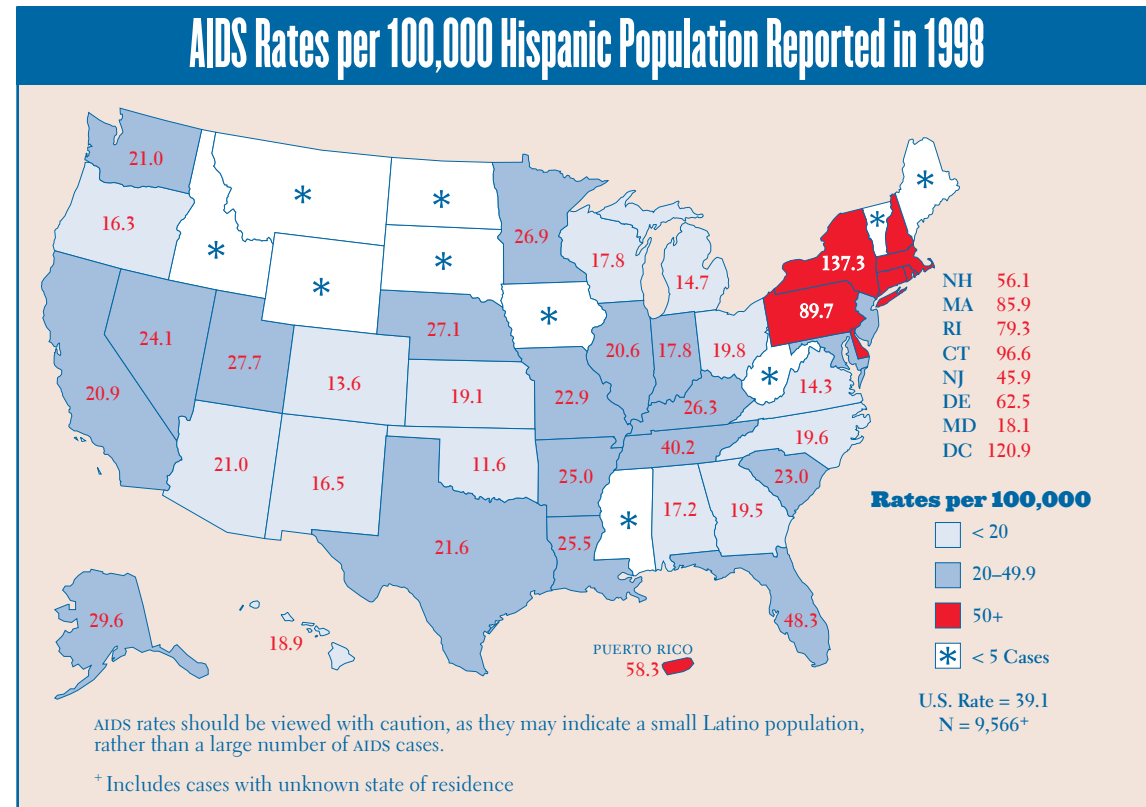 AIDS Rates per 100,000 Hispanic Population Reported in 1998
21.0
*
*
*
16.3
26.9
*
*
*
17.8
137.3
*
14.7
NH 56.1
MA 85.9
RI 79.3
CT 96.6
NJ 45.9
DE 62.5
MD 18.1
DC 120.9
*
89.7
27.1
24.1
20.6
17.8
19.8
27.7
*
13.6
14.3
20.9
19.1
22.9
26.3
19.6
40.2
21.0
11.6
16.5
25.0
23.0
17.2
19.5
*
25.5
21.6
Rates per 100,000
< 20
20–49.9
50+
* < 5 Cases
29.6
48.3
18.9
PUERTO RICO
58.3
U.S. Rate = 39.1
N = 9,566+
AIDS rates should be viewed with caution, as they may indicate a small Latino population,
rather than a large number of AIDS cases.
+ Includes cases with unknown state of residence